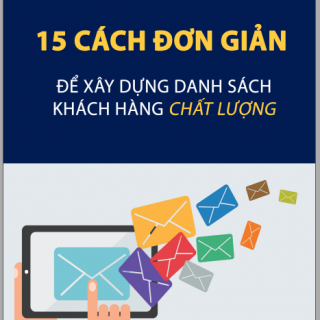 15 CÁCH ĐƠN GIẢN
ĐỂ XÂY DỰNG DANH SÁCH
KHÁCH HÀNG CHẤT LƯỢNG